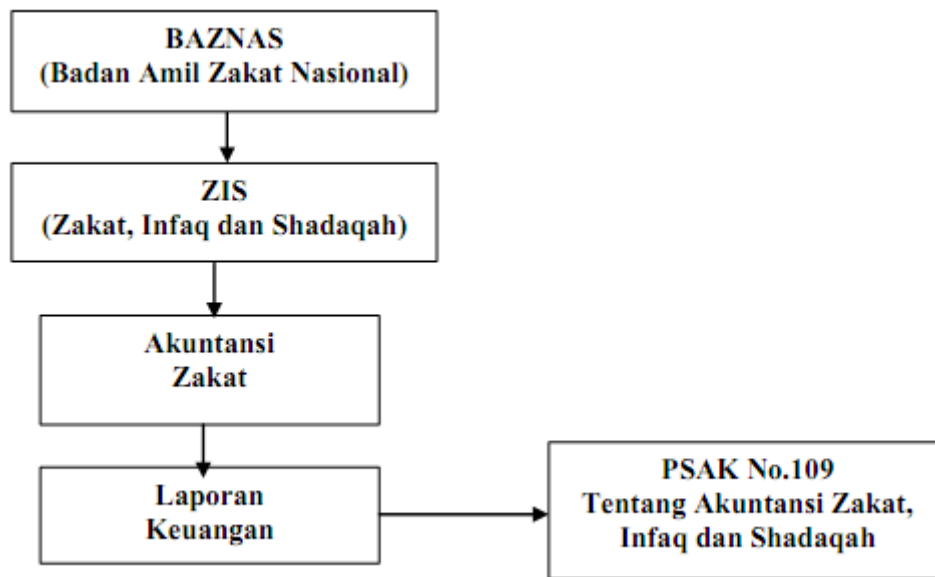 BAZNAS
(Badan Amil Zakat Nasional)
ZIS
(Zakat, Infaq dan Shadaqah)
Akuntansi
Zakat
Laporan
Keuangan
PSAK No.109
Tentang Akuntansi Zakat,
Infaq dan Shadaqah